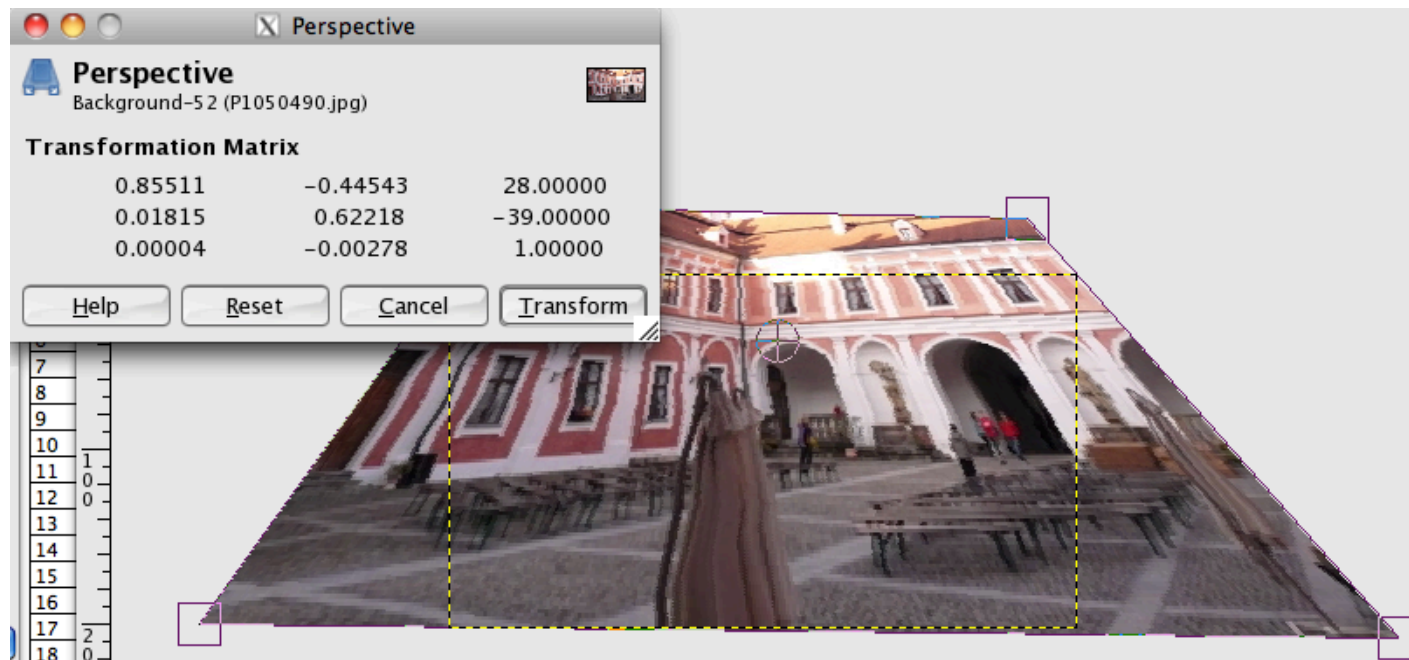 X Perspective
Perspective
Background-52 (P1050490.jpg)
Transformation Matrix
0.85511 -0.44543 28.00000
0.01815 0.62218 -39.00000
0.00004 -0.00278 1.00000
Help Reset Cancel Transform
7
8
9
10
11
12
13
14
15
16
17
18
1
0
0
2
0